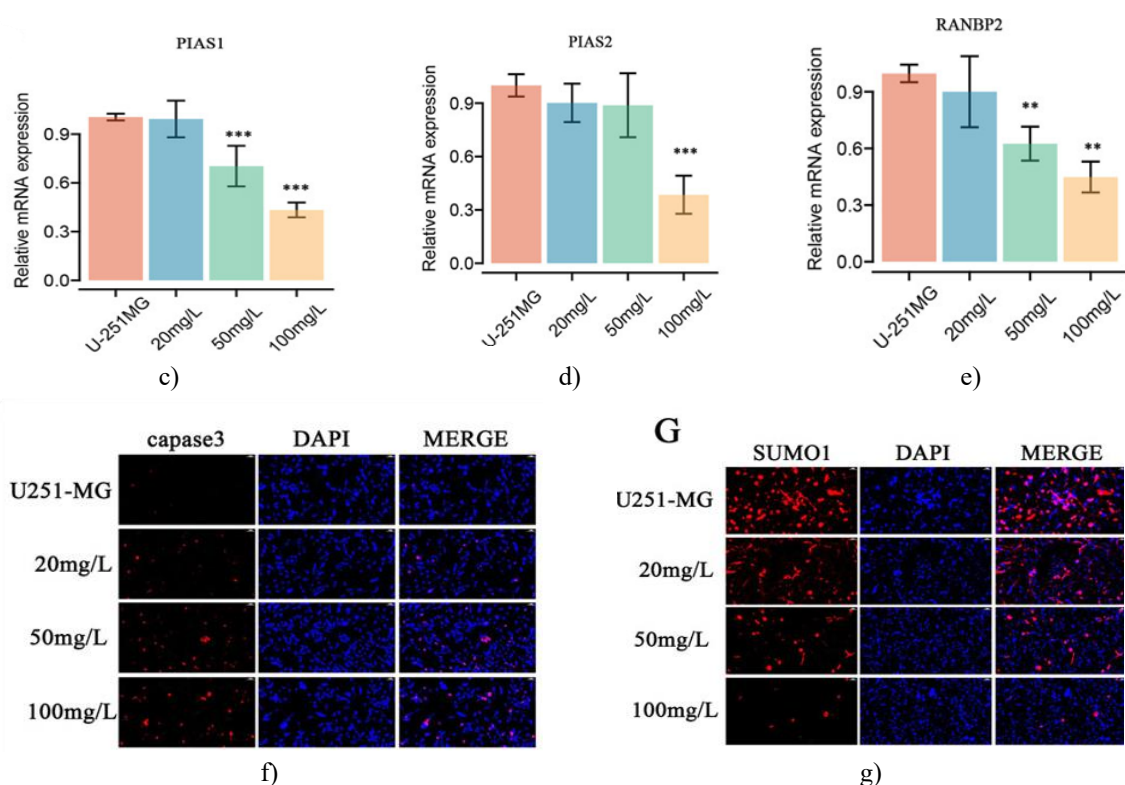 PIAS1
Relative mRNA expression
0.9
0.6
0.3
0.0
***
***
U-251MG
20mg/L
50mg/L
100mg/L
c)
PIAS2
Relative mRNA expression
0.9
0.6
0.3
0.0
***
U-251MG
20mg/L
50mg/L
100mg/L
d)
RANBP2
Relative mRNA expression
0.9
0.6
0.3
0.0
**
**
U-251MG
20mg/L
50mg/L
100mg/L
e)
capase3 DAPI MERGE
U251-MG
20mg/L
50mg/L
100mg/L
f)
G
SUMO1 DAPI MERGE
U251-MG
20mg/L
50mg/L
100mg/L
g)